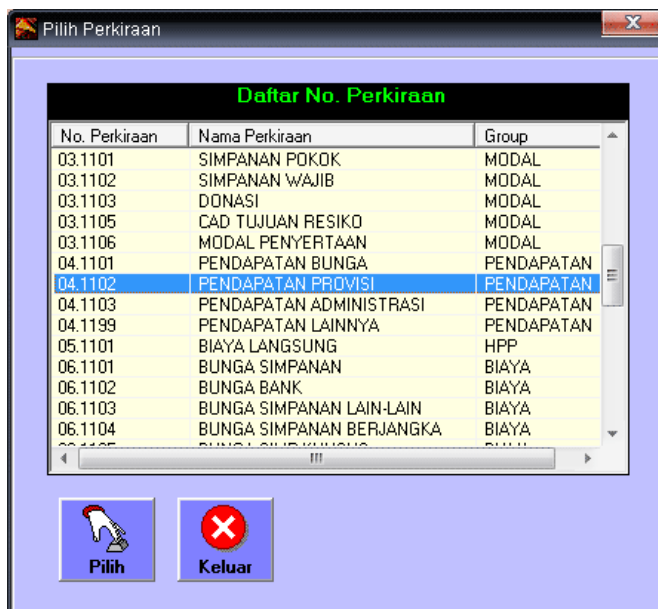 Pilih Perkiraan
Daftar No. Perkiraan
No. Perkiraan Nama Perkiraan Group
03.1101 SIMPANAN POKOK MODAL
03.1102 SIMPANAN WAJIB MODAL
03.1103 DONASI MODAL
03.1105 CAD TUJUAN RESIKO MODAL
03.1106 MODAL PENYERTAAN MODAL
04.1101 PENDAPATAN BUNGA PENDAPATAN
04.1102 PENDAPATAN PROVISI PENDAPATAN
04.1103 PENDAPATAN ADMINISTRASI PENDAPATAN
04.1199 PENDAPATAN LAINNYA PENDAPATAN
05.1101 BIAYA LANGSUNG HPP
06.1101 BUNGA SIMPANAN BIAYA
06.1102 BUNGA BANK BIAYA
06.1103 BUNGA SIMPANAN LAIN-LAIN BIAYA
06.1104 BUNGA SIMPANAN BERJANGKA BIAYA
Pilih Keluar